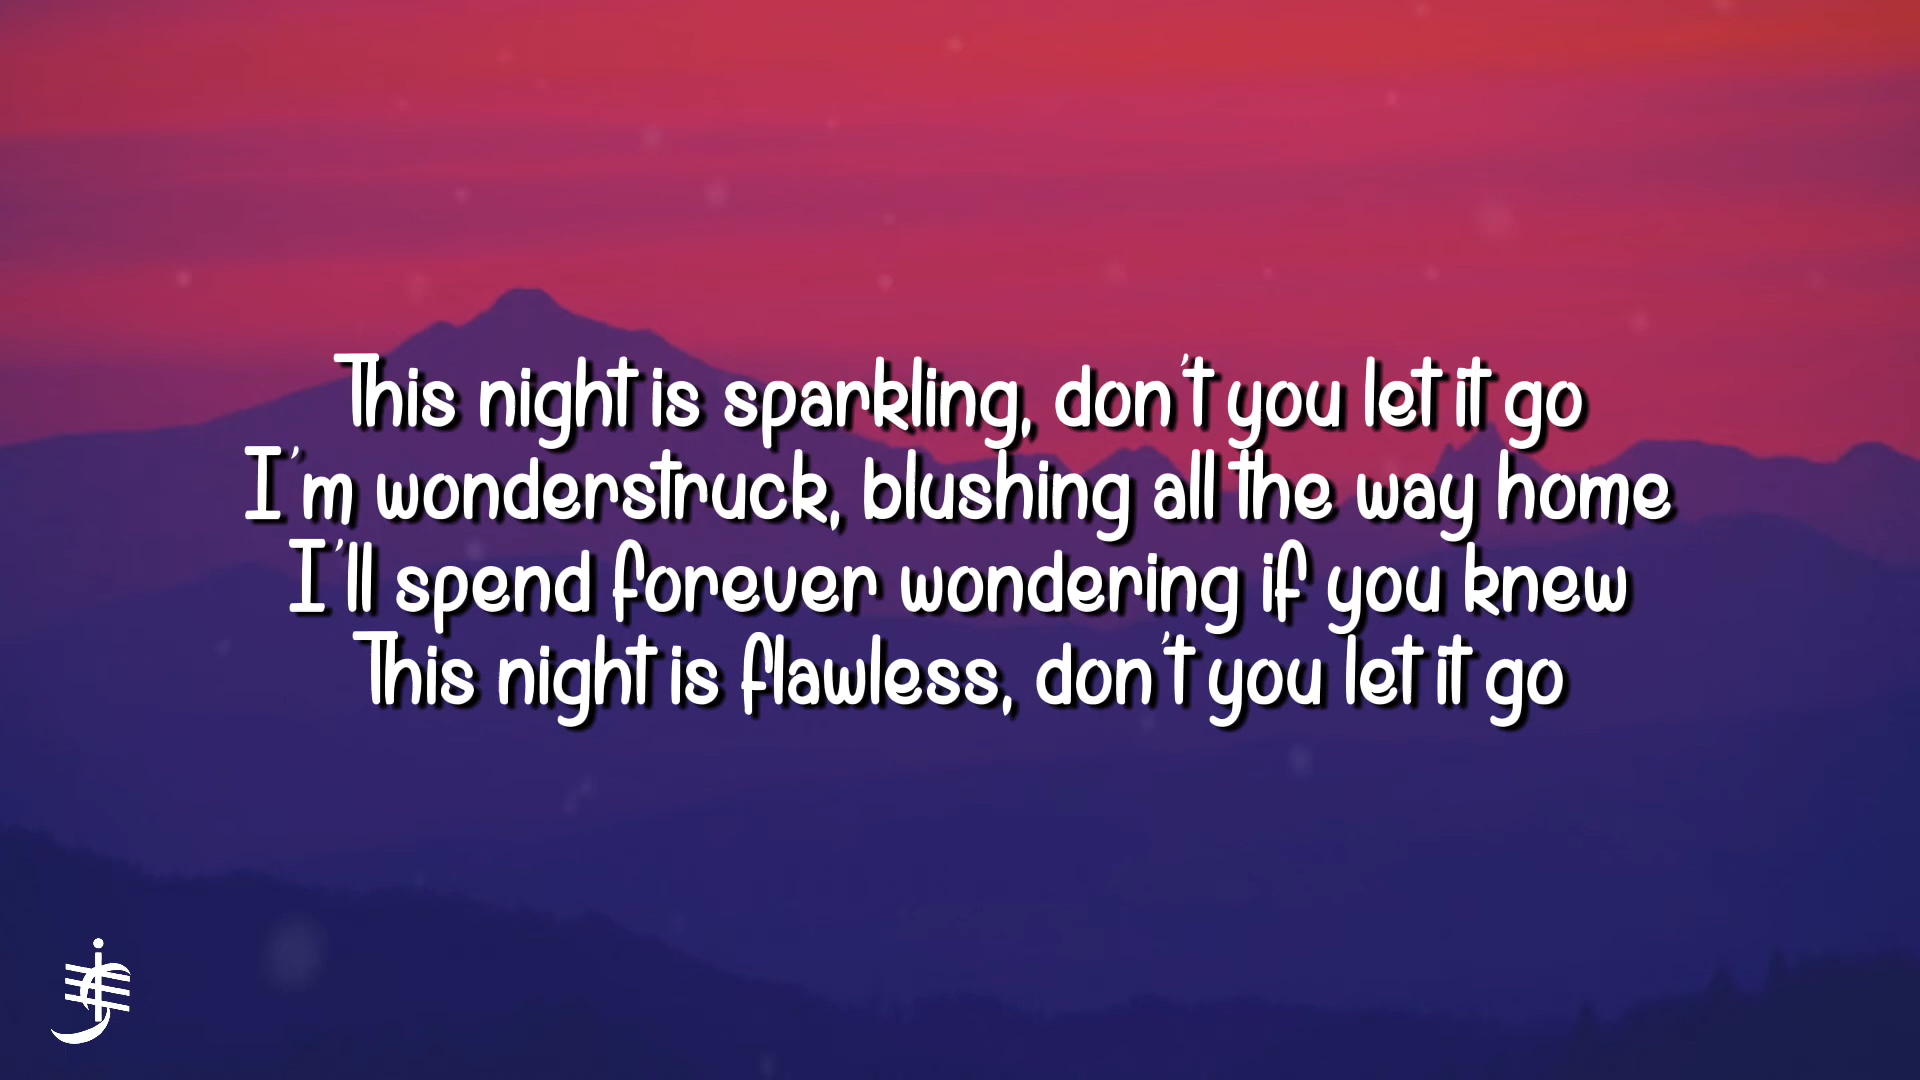 This night is sparkling, don't you let it go
I'm wonderstruck, blushing all the way home
I'll spend forever wondering if you knew
This night is flawless, don't you let it go